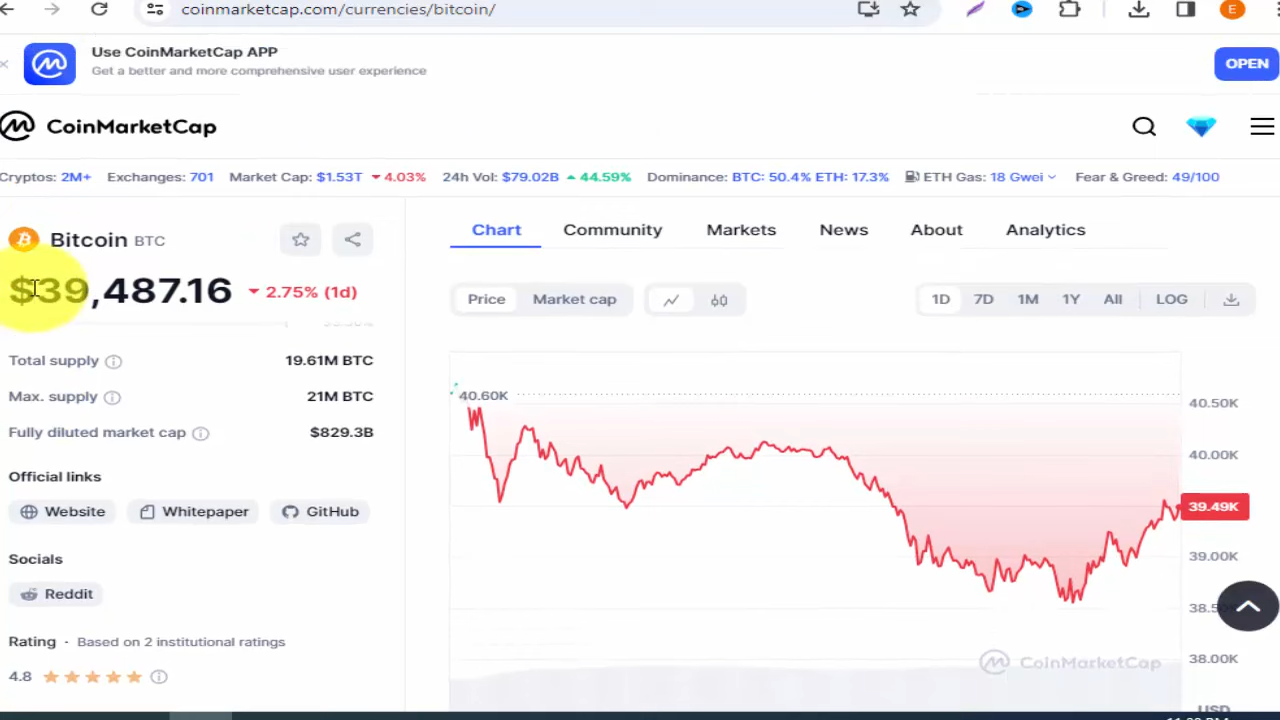 coinmarketcap.com/currencies/bitcoin/
E
Use CoinMarketCap APP
Get a better and more comprehensive user experience
OPEN
CoinMarketCap
Cryptos: 2M+ Exchanges: 701 Market Cap: $1.53T 4.03% 24h Vol: $79.02B 44.59% Dominance: BTC: 50.4% ETH: 17.3% ETH Gas: 18 Gwei Fear & Greed: 49/100
Bitcoin BTC
$39,487.16 2.75% (1d)
Total supply 19.61M BTC
Max. supply 21M BTC
Fully diluted market cap $829.3B
Official links
Website Whitepaper GitHub
Socials
Reddit
Rating · Based on 2 institutional ratings
4.8
Chart Community Markets News About Analytics
Price Market cap 1D 7D 1M 1Y All LOG
40.60K
40.50K
40.00K
39.49K
39.00K
38.5
38.00K
CoinMarketCap
USD